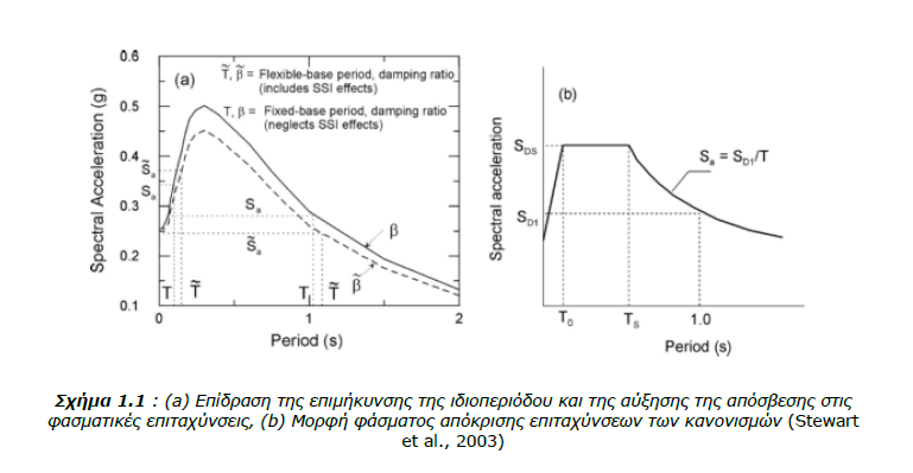 0.6
0.5
0.4
0.3
0.2
0.1
Spectral Acceleration (g)
(a)
T̃, β̃ = Flexible-base period, damping ratio
(includes SSI effects)
T, β = Fixed-base period, damping ratio
(neglects SSI effects)
S̃a
Sa
Sa
S̃a
β
β̃
T
T̃
T
T̃
0
1
2
Period (s)
(b)
Spectral acceleration
SDS
SD1
Sa = SD1/T
T0
TS
1.0
Period (s)
Σχήμα 1.1 : (a) Επίδραση της επιμήκυνσης της ιδιοπεριόδου και της αύξησης της απόσβεσης στις
φασματικές επιταχύνσεις, (b) Μορφή φάσματος απόκρισης επιταχύνσεων των κανονισμών (Stewart
et al., 2003)